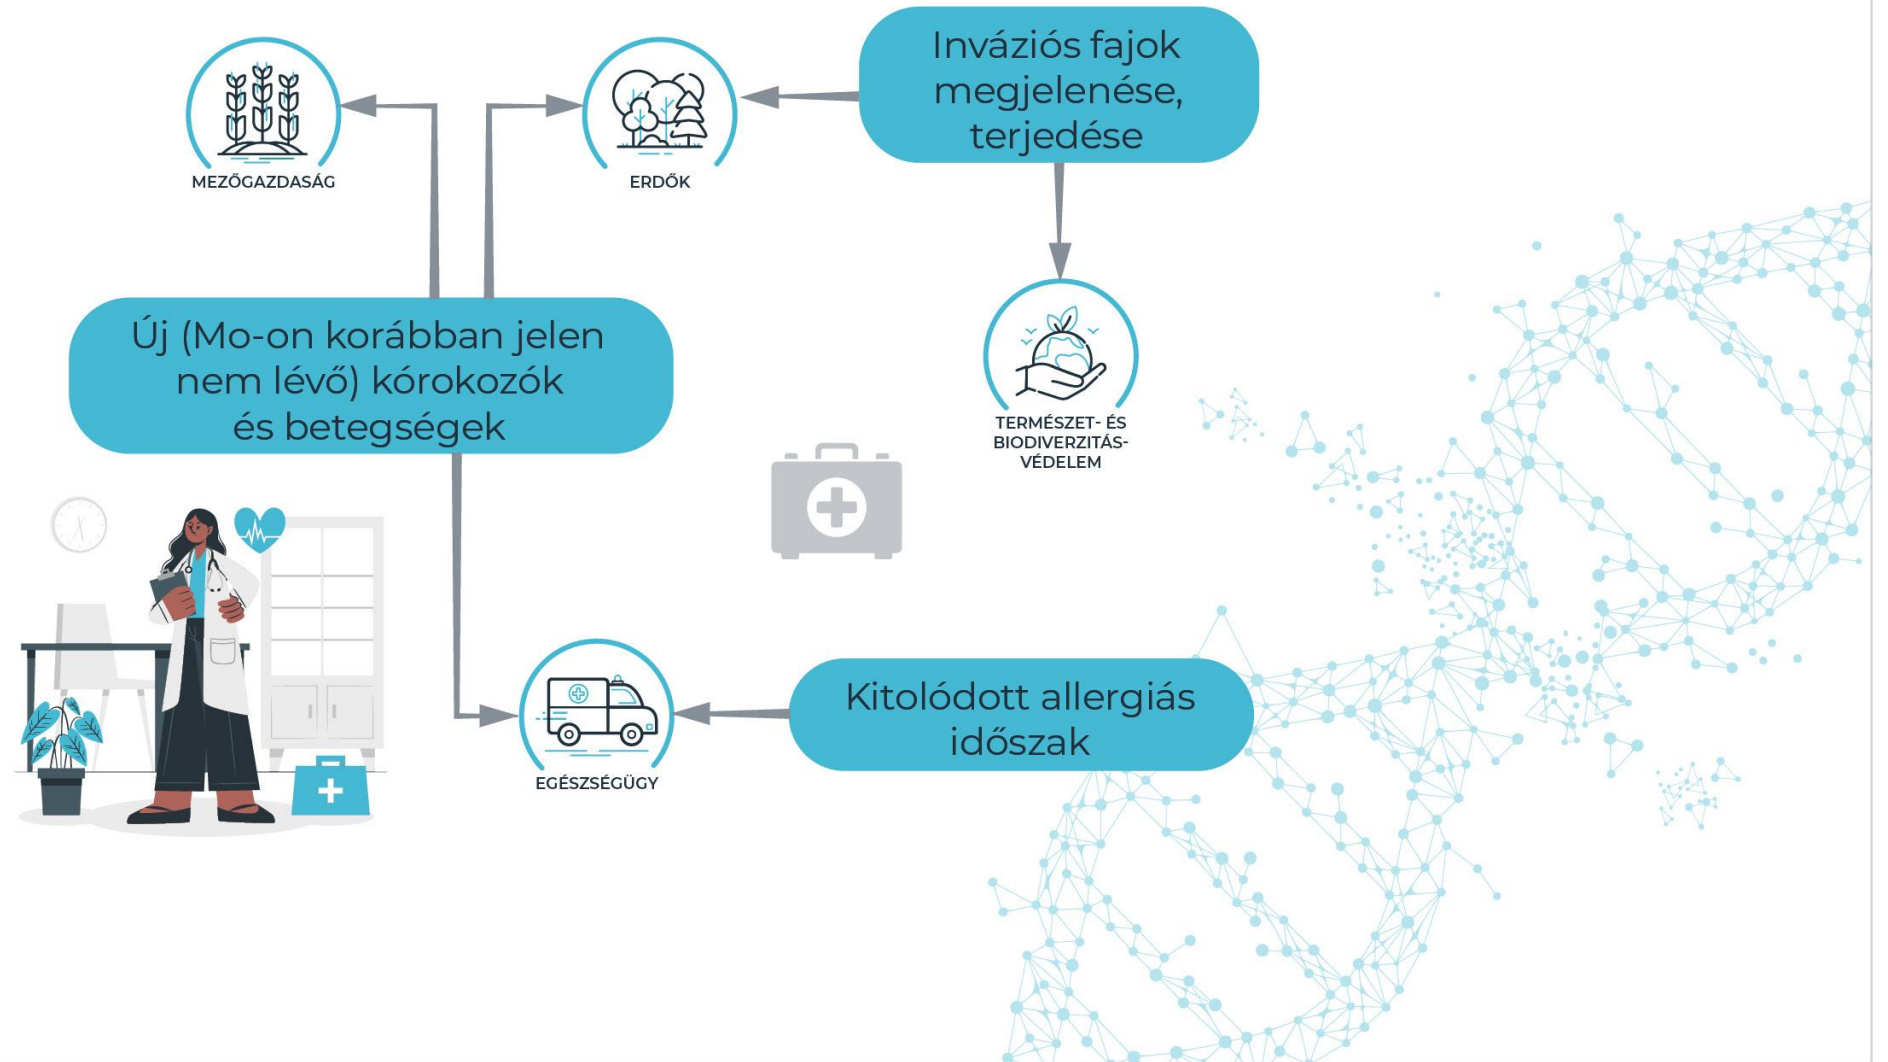 Inváziós fajok
megjelenése,
terjedése
MEZŐGAZDASÁG
ERDŐK
Új (Mo-on korábban jelen
nem lévő) kórokozók
és betegségek
TERMÉSZET- ÉS
BIODIVERZITÁS-
VÉDELEM
Kitolódott allergiás
időszak
EGÉSZSÉGÜGY